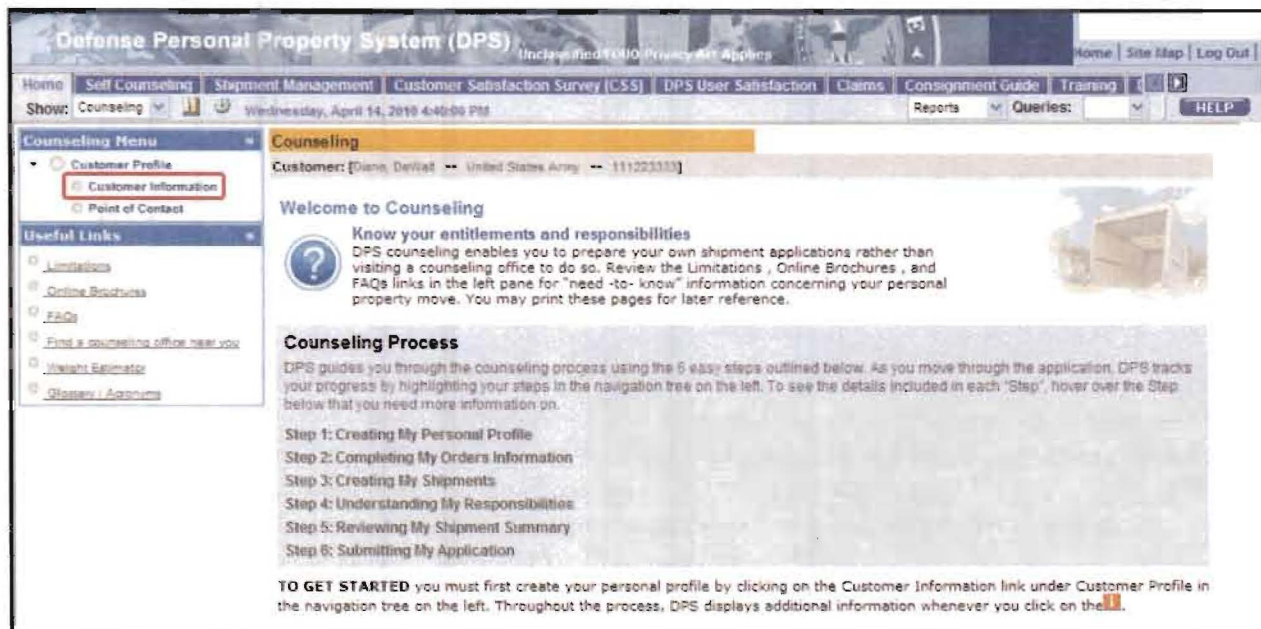 Defense Personal Property System (DPS)
Unclassified FOUO Privacy Act Applies
Home | Site Map | Log Out |
Home Self Counseling Shipment Management Customer Satisfaction Survey (CSS) DPS User Satisfaction Claims Consignment Guide Training
Show: Counseling Wednesday, April 14, 2010 4:40:00 PM Reports Queries: HELP
Counseling Menu
Customer Profile
Customer Information
Point of Contact
Useful Links
Limitations
Online Brochures
FAQs
Find a counseling office near you
Weight Estimator
Glossary / Acronyms
Counseling
Customer: [Diane, DeWalt -- United States Army -- 111223333]
Welcome to Counseling
Know your entitlements and responsibilities
DPS counseling enables you to prepare your own shipment applications rather than
visiting a counseling office to do so. Review the Limitations , Online Brochures , and
FAQs links in the left pane for "need -to- know" information concerning your personal
property move. You may print these pages for later reference.
Counseling Process
DPS guides you through the counseling process using the 6 easy steps outlined below. As you move through the application, DPS tracks
your progress by highlighting your steps in the navigation tree on the left. To see the details included in each "Step", hover over the Step
below that you need more information on.
Step 1: Creating My Personal Profile
Step 2: Completing My Orders Information
Step 3: Creating My Shipments
Step 4: Understanding My Responsibilities
Step 5: Reviewing My Shipment Summary
Step 6: Submitting My Application
TO GET STARTED you must first create your personal profile by clicking on the Customer Information link under Customer Profile in
the navigation tree on the left. Throughout the process, DPS displays additional information whenever you click on the i.